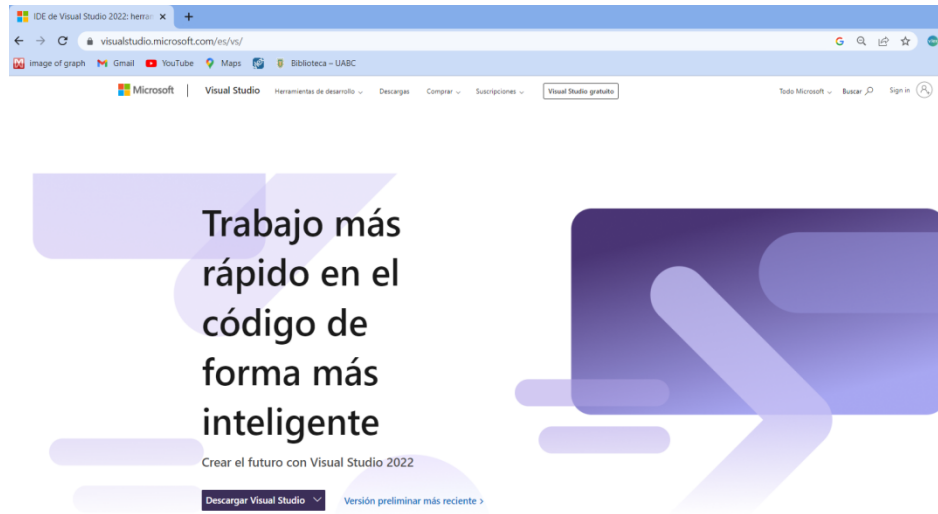 IDE de Visual Studio 2022: herra
visualstudio.microsoft.com/es/vs/
image of graph Gmail YouTube Maps Biblioteca – UABC
Microsoft Visual Studio Herramientas de desarrollo Descargas Comprar Suscripciones Visual Studio gratuito Todo Microsoft Buscar Sign in
Trabajo más
rápido en el
código de
forma más
inteligente
Crear el futuro con Visual Studio 2022
Descargar Visual Studio Versión preliminar más reciente >